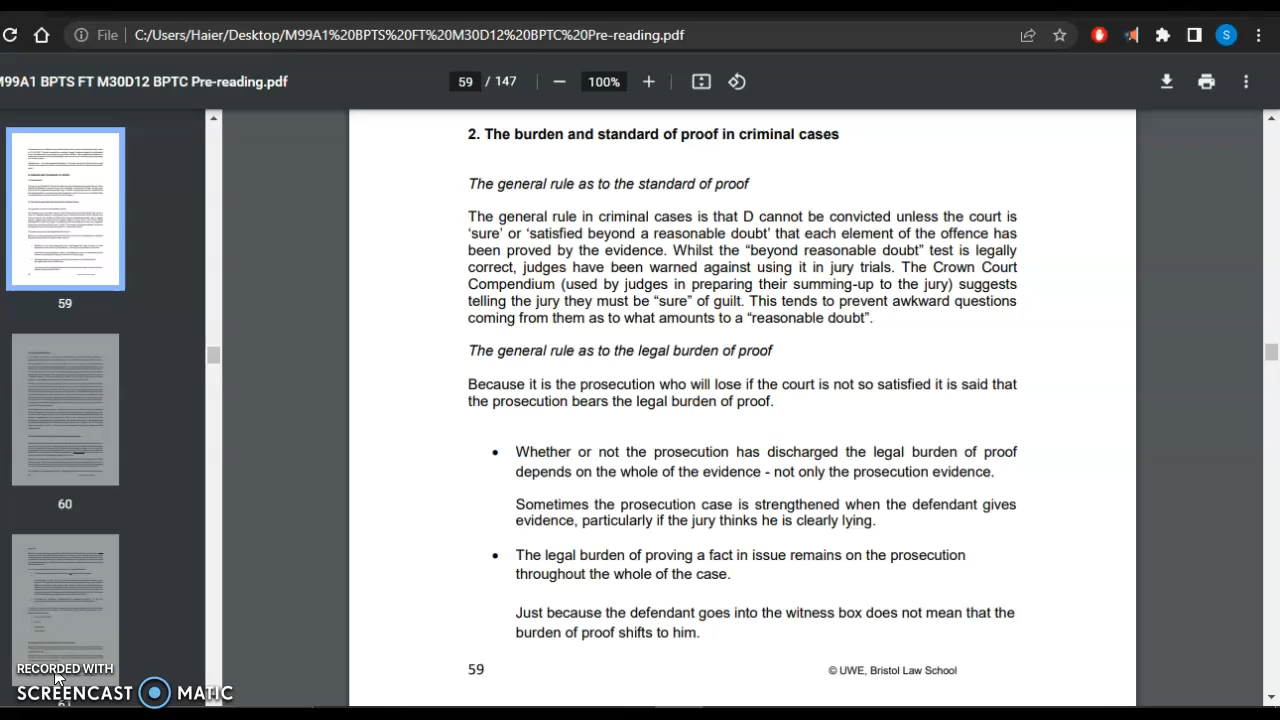 File C:/Users/Haier/Desktop/M99A1%20BPTS%20FT%20M30D12%20BPTC%20Pre-reading.pdf S
M99A1 BPTS FT M30D12 BPTC Pre-reading.pdf 59 / 147 — 100% +
2. The burden and standard of proof in criminal cases
The general rule as to the standard of proof
The general rule in criminal cases is that D cannot be convicted unless the court is
‘sure’ or ‘satisfied beyond a reasonable doubt’ that each element of the offence has
been proved by the evidence. Whilst the “beyond reasonable doubt” test is legally
correct, judges have been warned against using it in jury trials. The Crown Court
Compendium (used by judges in preparing their summing-up to the jury) suggests
telling the jury they must be “sure” of guilt. This tends to prevent awkward questions
coming from them as to what amounts to a “reasonable doubt”.
The general rule as to the legal burden of proof
Because it is the prosecution who will lose if the court is not so satisfied it is said that
the prosecution bears the legal burden of proof.
• Whether or not the prosecution has discharged the legal burden of proof
depends on the whole of the evidence - not only the prosecution evidence.
Sometimes the prosecution case is strengthened when the defendant gives
evidence, particularly if the jury thinks he is clearly lying.
• The legal burden of proving a fact in issue remains on the prosecution
throughout the whole of the case.
Just because the defendant goes into the witness box does not mean that the
burden of proof shifts to him.
59 © UWE, Bristol Law School
59
60
RECORDED WITH
SCREENCAST MATIC